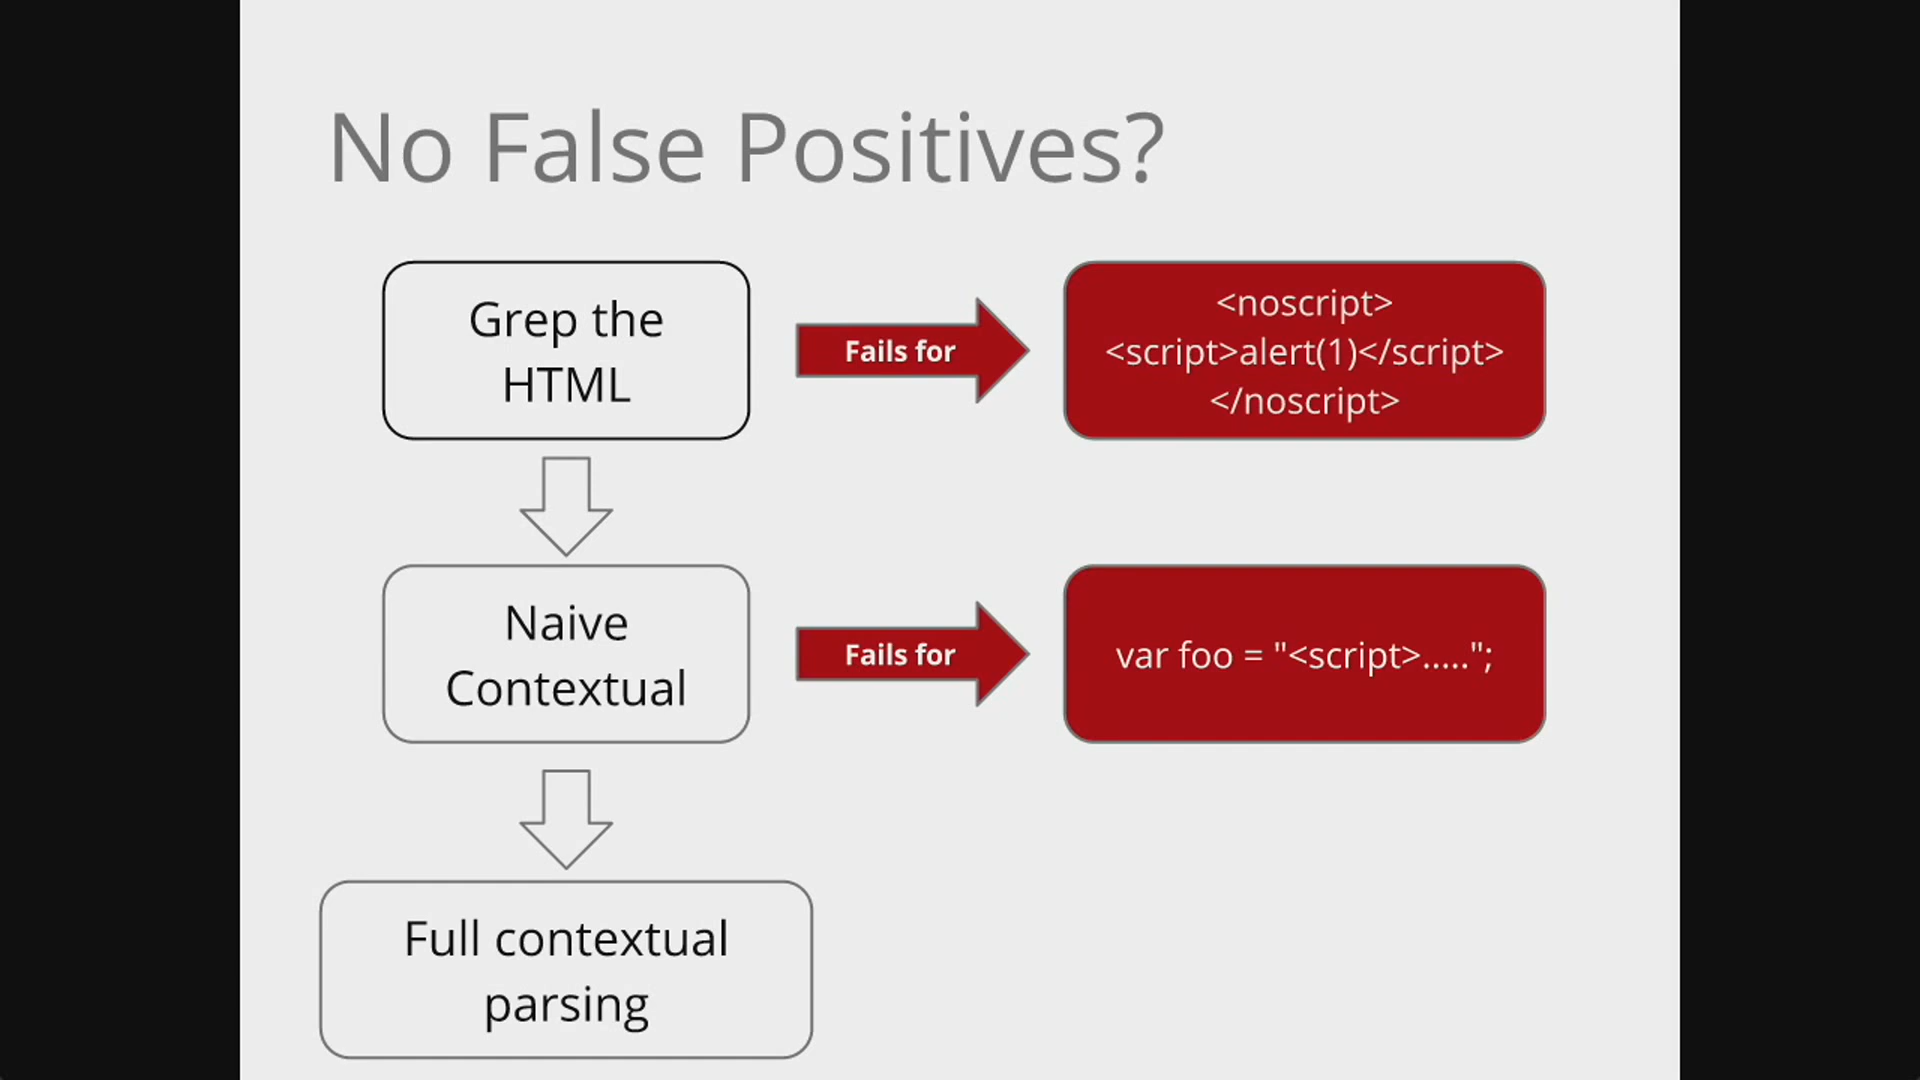 No False Positives?
Grep the
HTML
Fails for
<noscript>
<script>alert(1)</script>
</noscript>
Naive
Contextual
Fails for
var foo = "<script>.....";
Full contextual
parsing